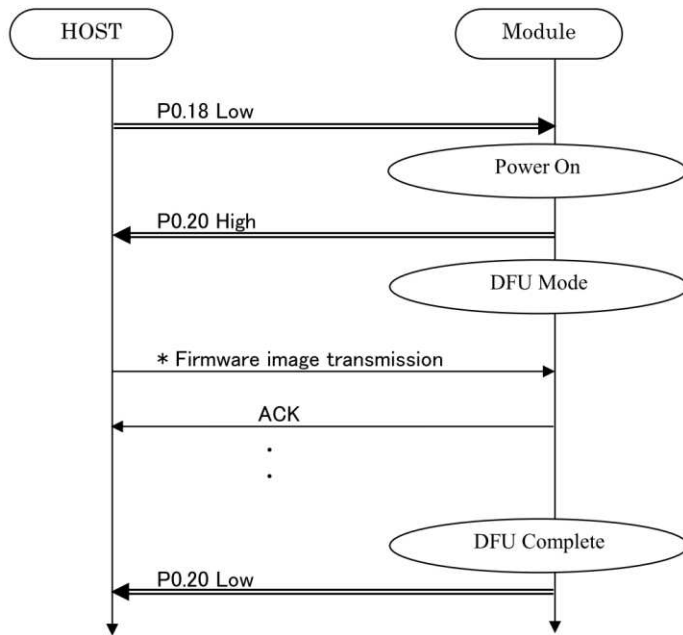 HOST
Module
P0.18 Low
Power On
P0.20 High
DFU Mode
* Firmware image transmission
ACK
.
.
DFU Complete
P0.20 Low